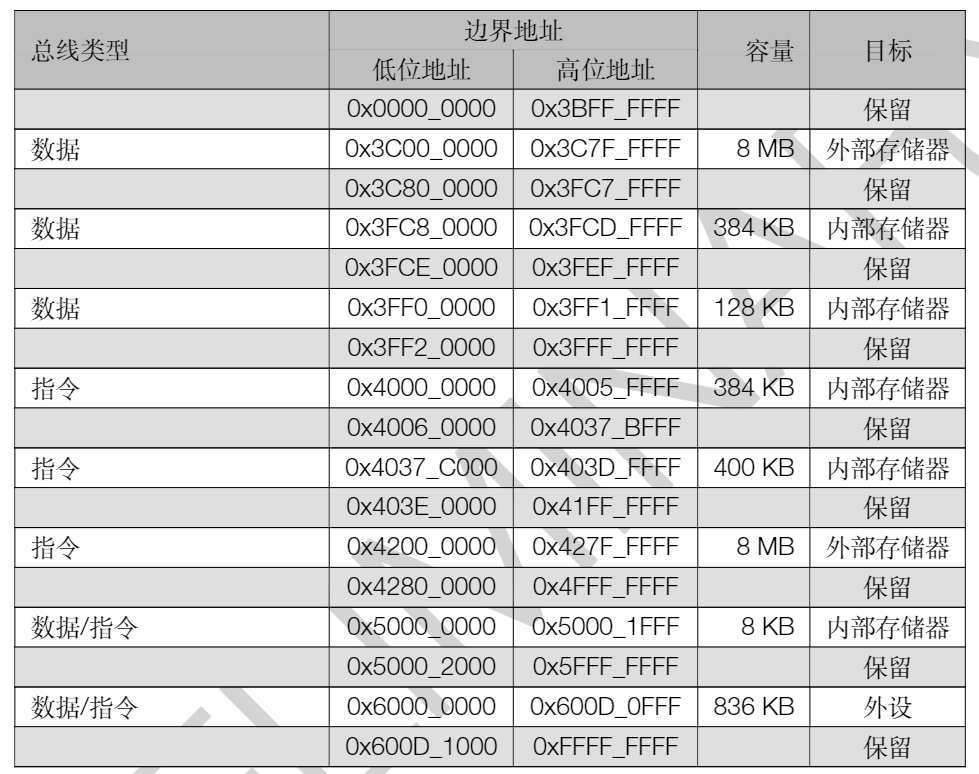 总线类型 边界地址 容量 目标
低位地址 高位地址
0x0000_0000 0x3BFF_FFFF 保留
数据 0x3C00_0000 0x3C7F_FFFF 8 MB 外部存储器
0x3C80_0000 0x3FC7_FFFF 保留
数据 0x3FC8_0000 0x3FCD_FFFF 384 KB 内部存储器
0x3FCE_0000 0x3FEF_FFFF 保留
数据 0x3FF0_0000 0x3FF1_FFFF 128 KB 内部存储器
0x3FF2_0000 0x3FFF_FFFF 保留
指令 0x4000_0000 0x4005_FFFF 384 KB 内部存储器
0x4006_0000 0x4037_BFFF 保留
指令 0x4037_C000 0x403D_FFFF 400 KB 内部存储器
0x403E_0000 0x41FF_FFFF 保留
指令 0x4200_0000 0x427F_FFFF 8 MB 外部存储器
0x4280_0000 0x4FFF_FFFF 保留
数据/指令 0x5000_0000 0x5000_1FFF 8 KB 内部存储器
0x5000_2000 0x5FFF_FFFF 保留
数据/指令 0x6000_0000 0x600D_0FFF 836 KB 外设
0x600D_1000 0xFFFF_FFFF 保留